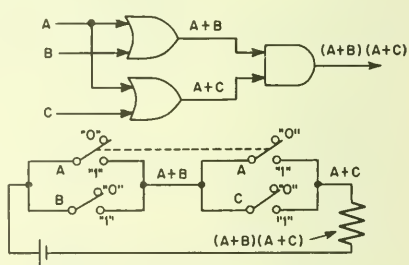 A
A+B
B
(A+B) (A+C)
A+C
C
"0" "0"
A "1" A+B A "1" A+C
"0" "0"
B "1" C "1"
(A+B) (A+C)